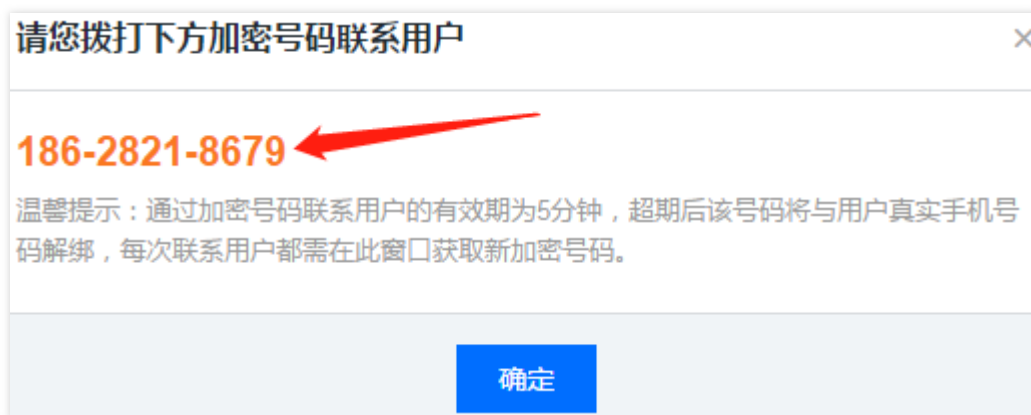 请您拨打下方加密号码联系用户
186-2821-8679
温馨提示：通过加密号码联系用户的有效期为5分钟，超期后该号码将与用户真实手机号
码解绑，每次联系用户都需在此窗口获取新加密号码。
确定